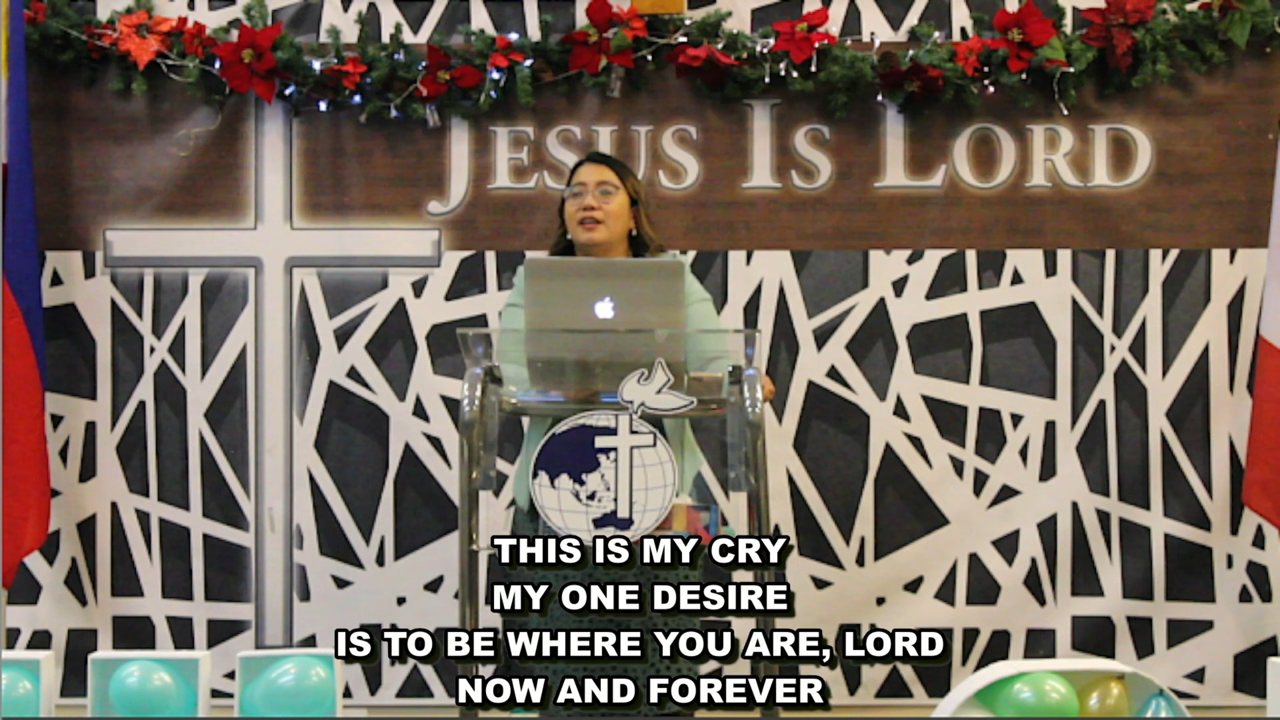 JESUS IS LORD
THIS IS MY CRY
MY ONE DESIRE
IS TO BE WHERE YOU ARE, LORD
NOW AND FOREVER